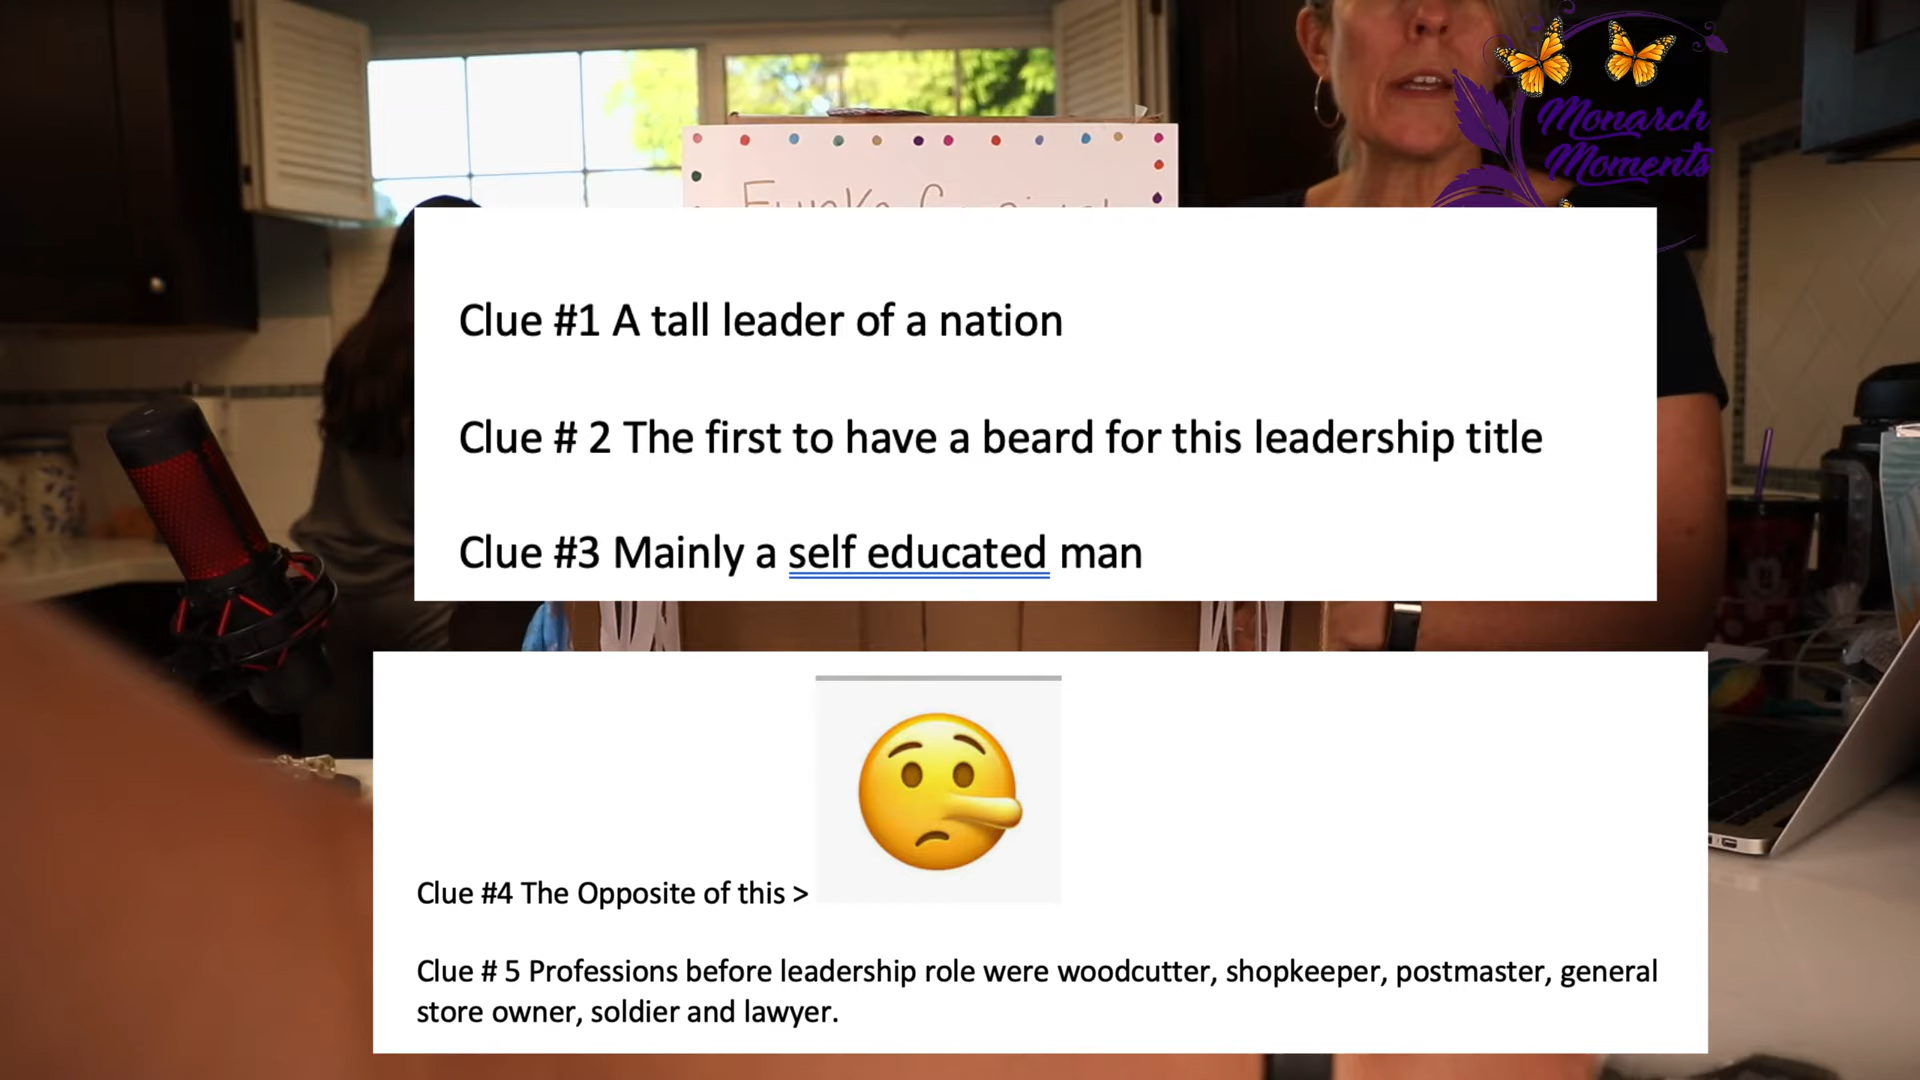 Monarch
Moments
Clue #1 A tall leader of a nation
Clue # 2 The first to have a beard for this leadership title
Clue #3 Mainly a self educated man
Clue #4 The Opposite of this >
Clue # 5 Professions before leadership role were woodcutter, shopkeeper, postmaster, general
store owner, soldier and lawyer.